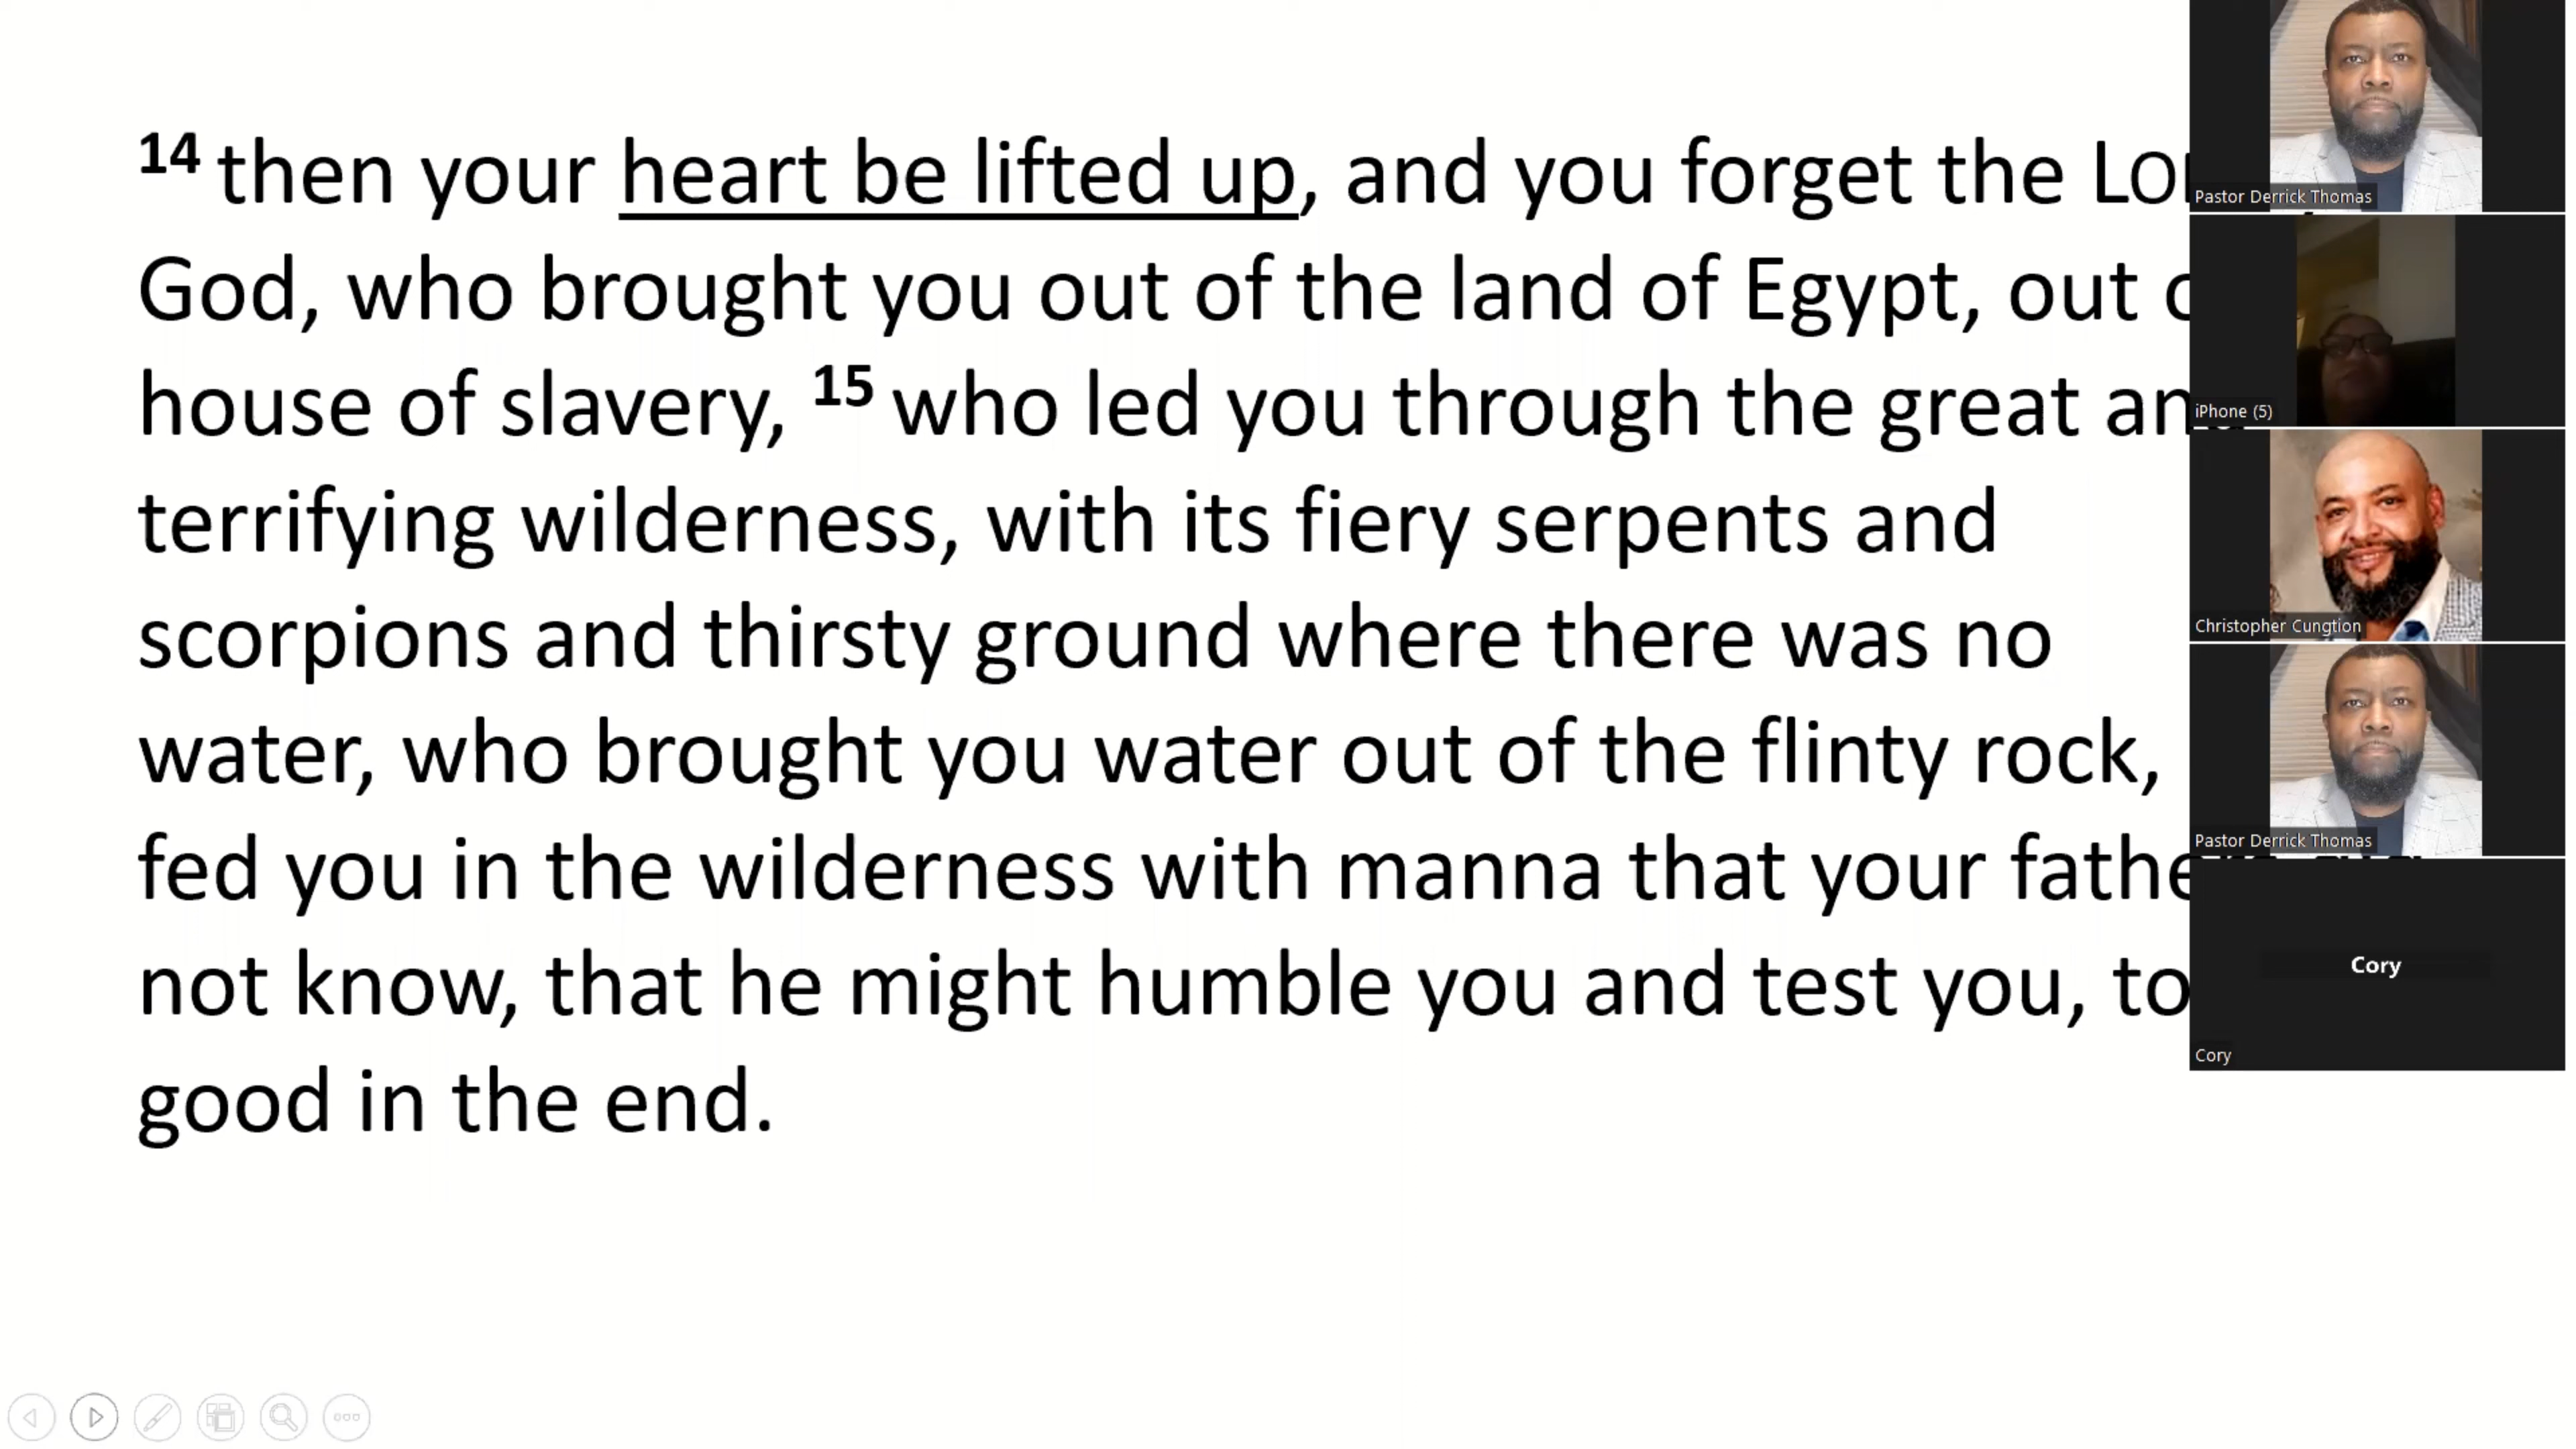 14 then your heart be lifted up, and you forget the
God, who brought you out of the land of Egypt, out
house of slavery, 15 who led you through the great
terrifying wilderness, with its fiery serpents and
scorpions and thirsty ground where there was no
water, who brought you water out of the flinty rock,
fed you in the wilderness with manna that your
not know, that he might humble you and test you, to
good in the end.
Pastor Derrick Thomas
iPhone (5)
Christopher Cungtion
Pastor Derrick Thomas
Cory
Cory